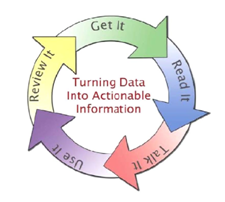 Get It
Read It
Talk It
Use It
Review It
Turning Data
Into Actionable
Information